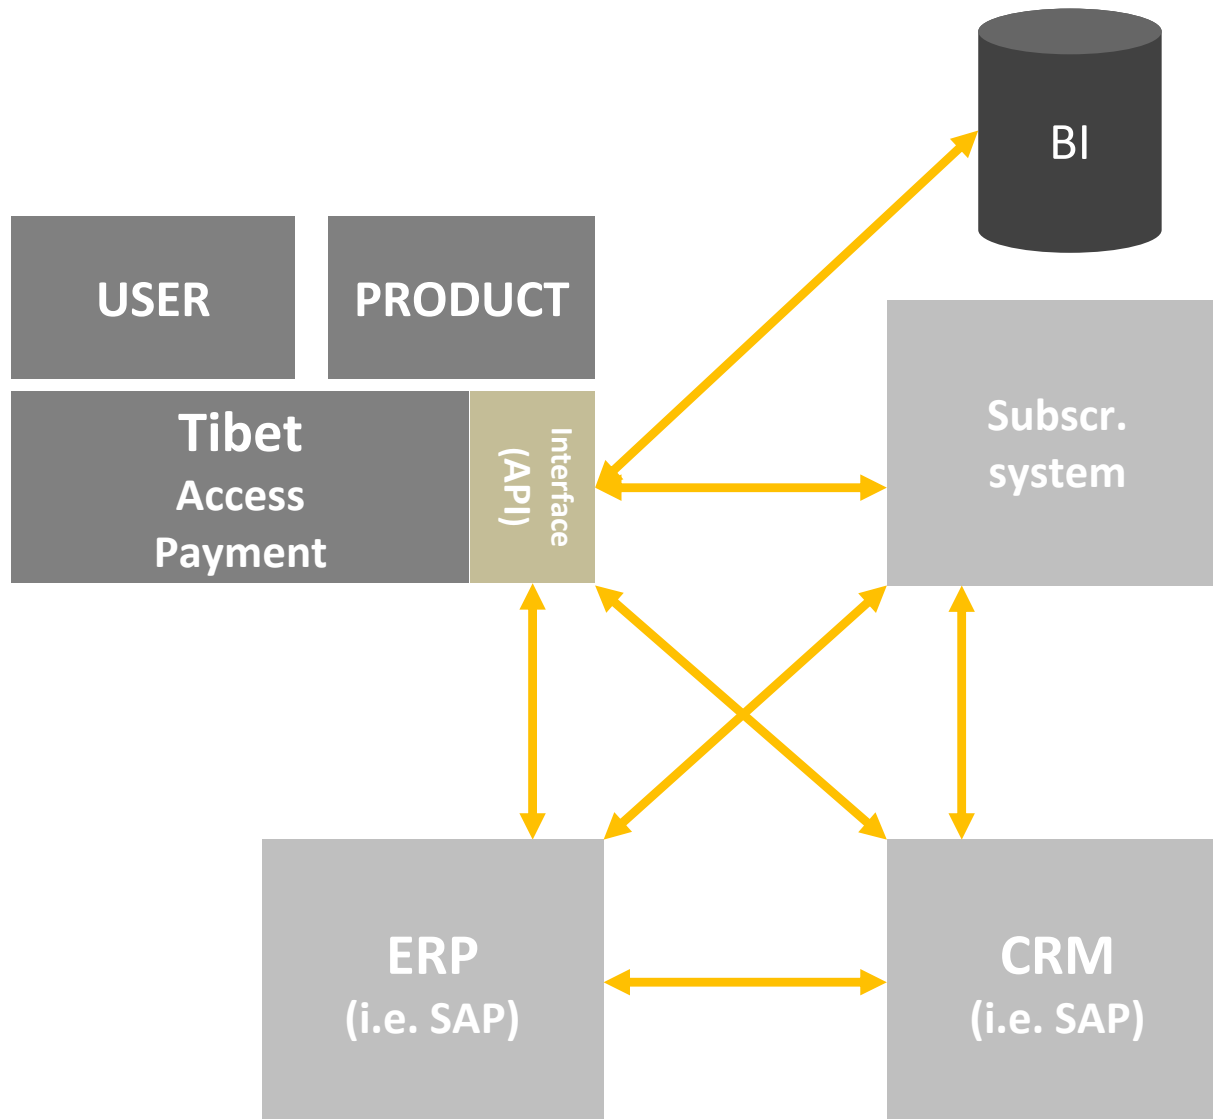 BI
USER
PRODUCT
Tibet
Access
Payment
Interface
(API)
Subscr.
system
ERP
(i.e. SAP)
CRM
(i.e. SAP)